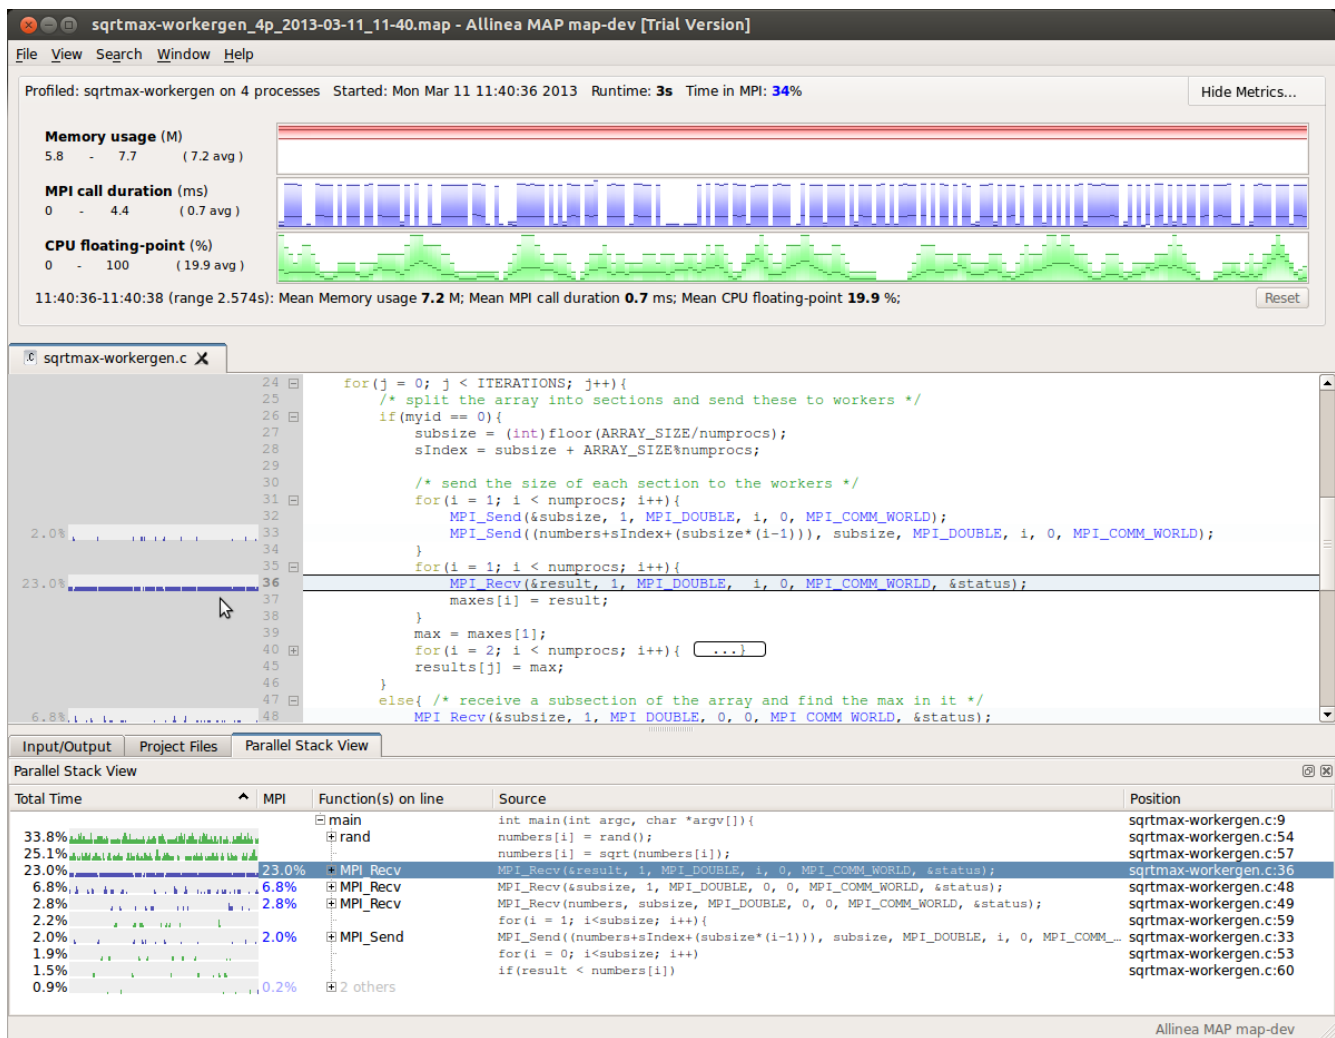 sqrtmax-workergen_4p_2013-03-11_11-40.map - Allinea MAP map-dev [Trial Version]
File View Search Window Help
Profiled: sqrtmax-workergen on 4 processes Started: Mon Mar 11 11:40:36 2013 Runtime: 3s Time in MPI: 34%
Hide Metrics...
Memory usage (M)
5.8 - 7.7 ( 7.2 avg )
MPI call duration (ms)
0 - 4.4 ( 0.7 avg )
CPU floating-point (%)
0 - 100 ( 19.9 avg )
11:40:36-11:40:38 (range 2.574s): Mean Memory usage 7.2 M; Mean MPI call duration 0.7 ms; Mean CPU floating-point 19.9 %;
Reset
sqrtmax-workergen.c
24 for(j = 0; j < ITERATIONS; j++){
25 /* split the array into sections and send these to workers */
26 if(myid == 0){
27 subsize = (int)floor(ARRAY_SIZE/numprocs);
28 sIndex = subsize + ARRAY_SIZE%numprocs;
29
30 /* send the size of each section to the workers */
31 for(i = 1; i < numprocs; i++){
32 MPI_Send(&subsize, 1, MPI_DOUBLE, i, 0, MPI_COMM_WORLD);
2.0% 33 MPI_Send((numbers+sIndex+(subsize*(i-1))), subsize, MPI_DOUBLE, i, 0, MPI_COMM_WORLD);
34 }
35 for(i = 1; i < numprocs; i++){
23.0% 36 MPI_Recv(&result, 1, MPI_DOUBLE, i, 0, MPI_COMM_WORLD, &status);
37 maxes[i] = result;
38 }
39 max = maxes[1];
40 for(i = 2; i < numprocs; i++){ ...}
45 results[j] = max;
46 }
47 else{ /* receive a subsection of the array and find the max in it */
6.8% 48 MPI_Recv(&subsize, 1, MPI_DOUBLE, 0, 0, MPI_COMM_WORLD, &status);
Input/Output Project Files Parallel Stack View
Parallel Stack View
Total Time MPI Function(s) on line Source Position
main int main(int argc, char *argv[]){ sqrtmax-workergen.c:9
33.8% rand numbers[i] = rand(); sqrtmax-workergen.c:54
25.1% numbers[i] = sqrt(numbers[i]); sqrtmax-workergen.c:57
23.0% 23.0% MPI_Recv MPI_Recv(&result, 1, MPI_DOUBLE, i, 0, MPI_COMM_WORLD, &status); sqrtmax-workergen.c:36
6.8% 6.8% MPI_Recv MPI_Recv(&subsize, 1, MPI_DOUBLE, 0, 0, MPI_COMM_WORLD, &status); sqrtmax-workergen.c:48
2.8% 2.8% MPI_Recv MPI_Recv(numbers, subsize, MPI_DOUBLE, 0, 0, MPI_COMM_WORLD, &status); sqrtmax-workergen.c:49
2.2% for(i = 1; i<subsize; i++){ sqrtmax-workergen.c:59
2.0% 2.0% MPI_Send MPI_Send((numbers+sIndex+(subsize*(i-1))), subsize, MPI_DOUBLE, i, 0, MPI_COMM_... sqrtmax-workergen.c:33
1.9% for(i = 0; i<subsize; i++) sqrtmax-workergen.c:53
1.5% if(result < numbers[i]) sqrtmax-workergen.c:60
0.9% 0.2% 2 others
Allinea MAP map-dev